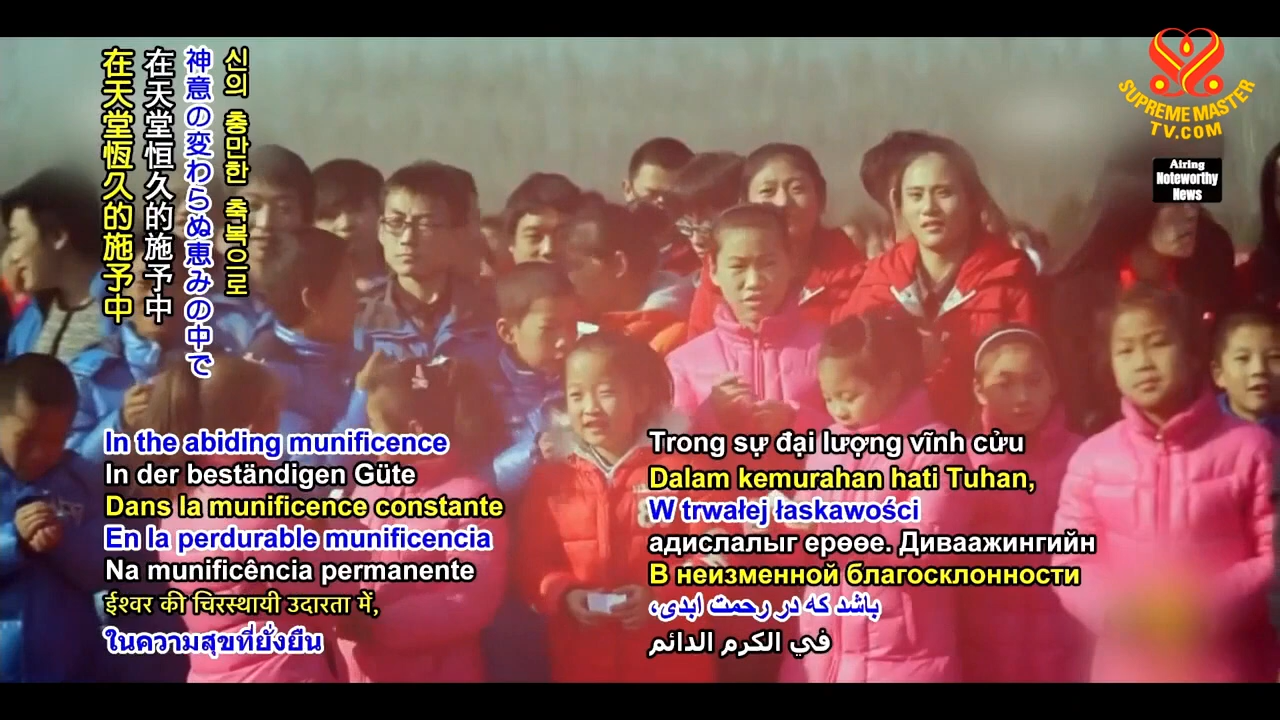 在天堂恆久的施予中
在天堂恒久的施予中
神意の変わらぬ恵みの中で
신의 충만한 축복으로
SUPREME MASTER
TV.COM
Airing
Noteworthy
News
In the abiding munificence
In der beständigen Güte
Dans la munificence constante
En la perdurable munificencia
Na munificência permanente
ईश्वर की चिरस्थायी उदारता में,
ในความสุขที่ยั่งยืน
Trong sự đại lượng vĩnh cửu
Dalam kemurahan hati Tuhan,
W trwałej łaskawości
адислалыг ерөөе. Диваажингийн
В неизменной благосклонности
باشد که در رحمت ابدی،
في الكرم الدائم